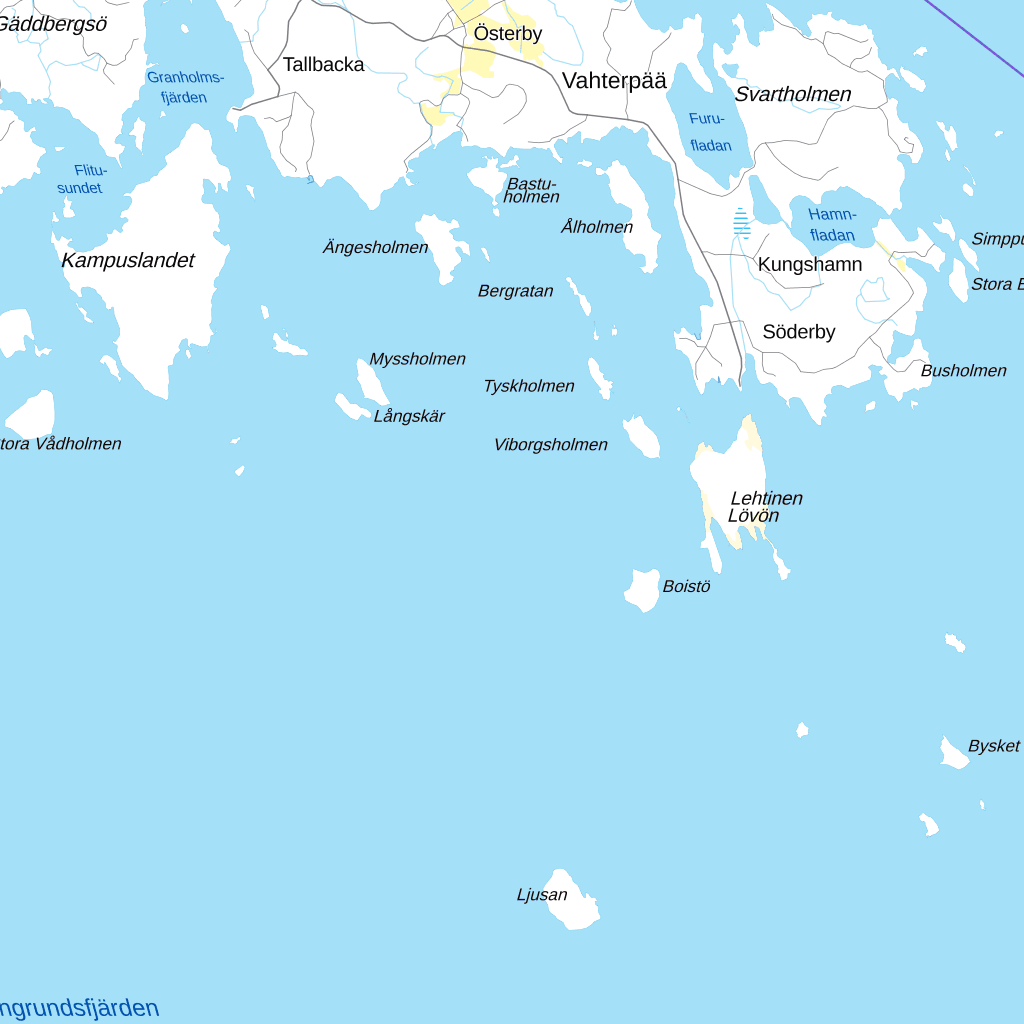 Gäddbergsö
Österby
Tallbacka
Granholms-
fjärden
Vahterpää
Svartholmen
Furu-
fladan
Flitu-
sundet
Bastu-
holmen
Ålholmen
Hamn-
fladan
Ängesholmen
Simppu
Kampuslandet
Kungshamn
Bergratan
Stora B
Söderby
Myssholmen
Busholmen
Tyskholmen
Långskär
tora Vådholmen
Viborgsholmen
Lehtinen
Lövön
Boistö
Bysket
Ljusan
ngrundsfjärden